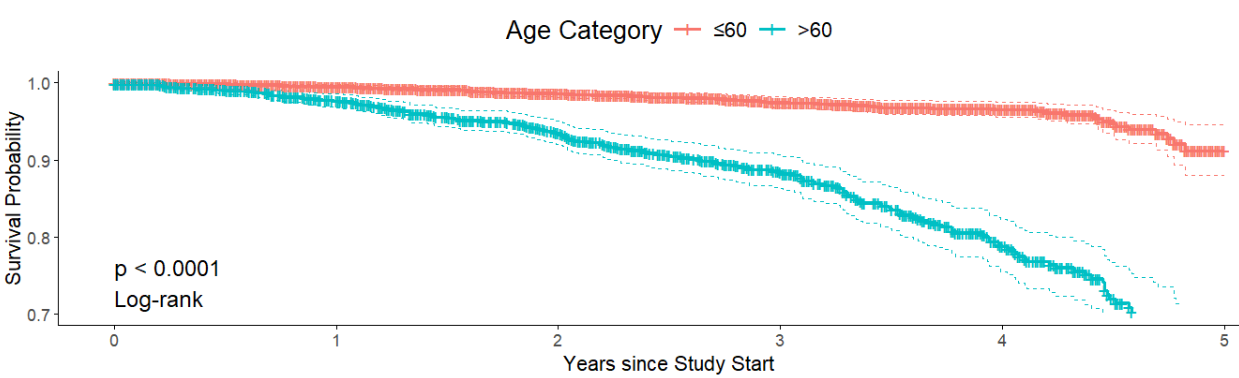 Age Category ≤60 >60
Survival Probability
1.0
0.9
0.8
0.7
p < 0.0001
Log-rank
0 1 2 3 4 5
Years since Study Start